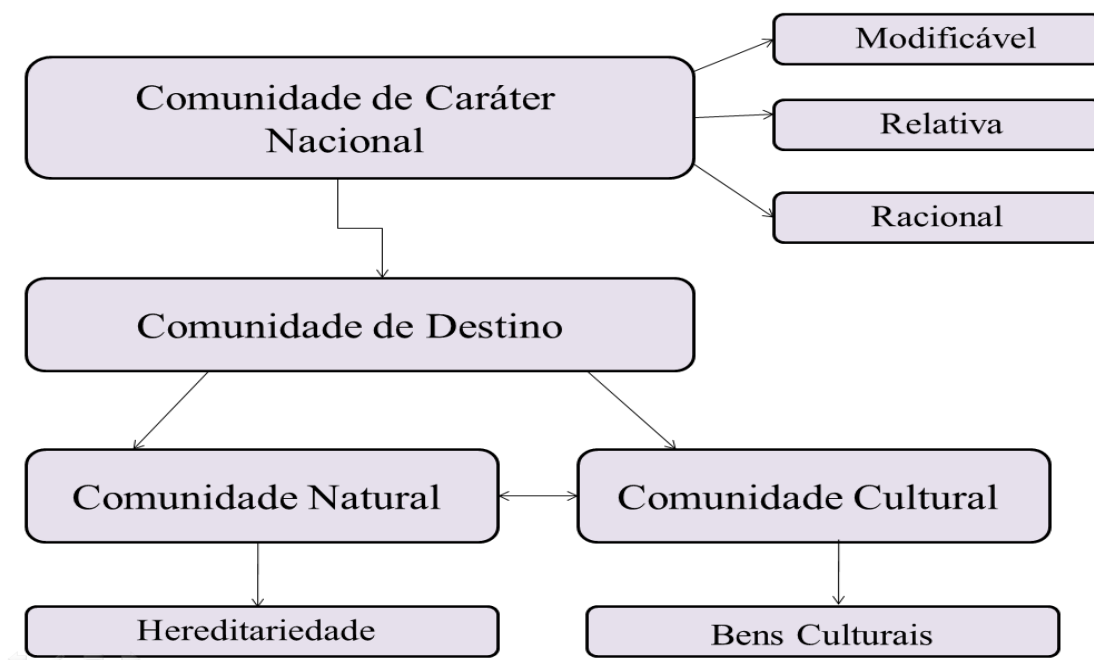 Comunidade de Caráter
Nacional
Modificável
Relativa
Racional
Comunidade de Destino
Comunidade Natural
Comunidade Cultural
Hereditariedade
Bens Culturais